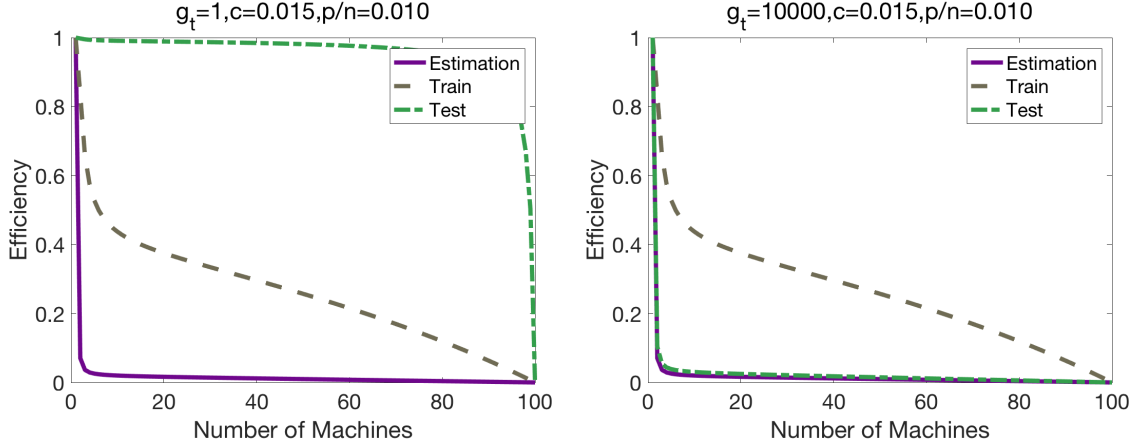 g_t=1,c=0.015,p/n=0.010
1
0.8
0.6
0.4
0.2
0
Efficiency
0 20 40 60 80 100
Number of Machines
Estimation
Train
Test
g_t=10000,c=0.015,p/n=0.010
1
0.8
0.6
0.4
0.2
0
Efficiency
0 20 40 60 80 100
Number of Machines
Estimation
Train
Test